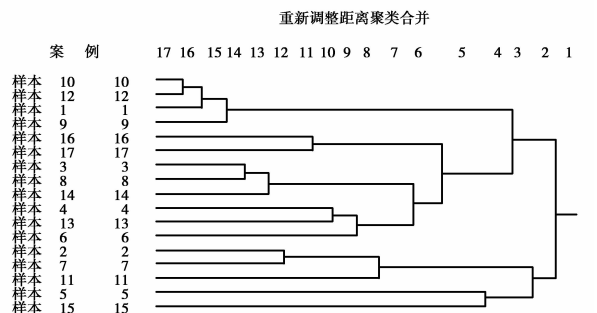 重新调整距离聚类合并
案 例 17 16 15 14 13 12 11 10 9 8 7 6 5 4 3 2 1
样本 10 10
样本 12 12
样本 1 1
样本 9 9
样本 16 16
样本 17 17
样本 3 3
样本 8 8
样本 14 14
样本 4 4
样本 13 13
样本 6 6
样本 2 2
样本 7 7
样本 11 11
样本 5 5
样本 15 15